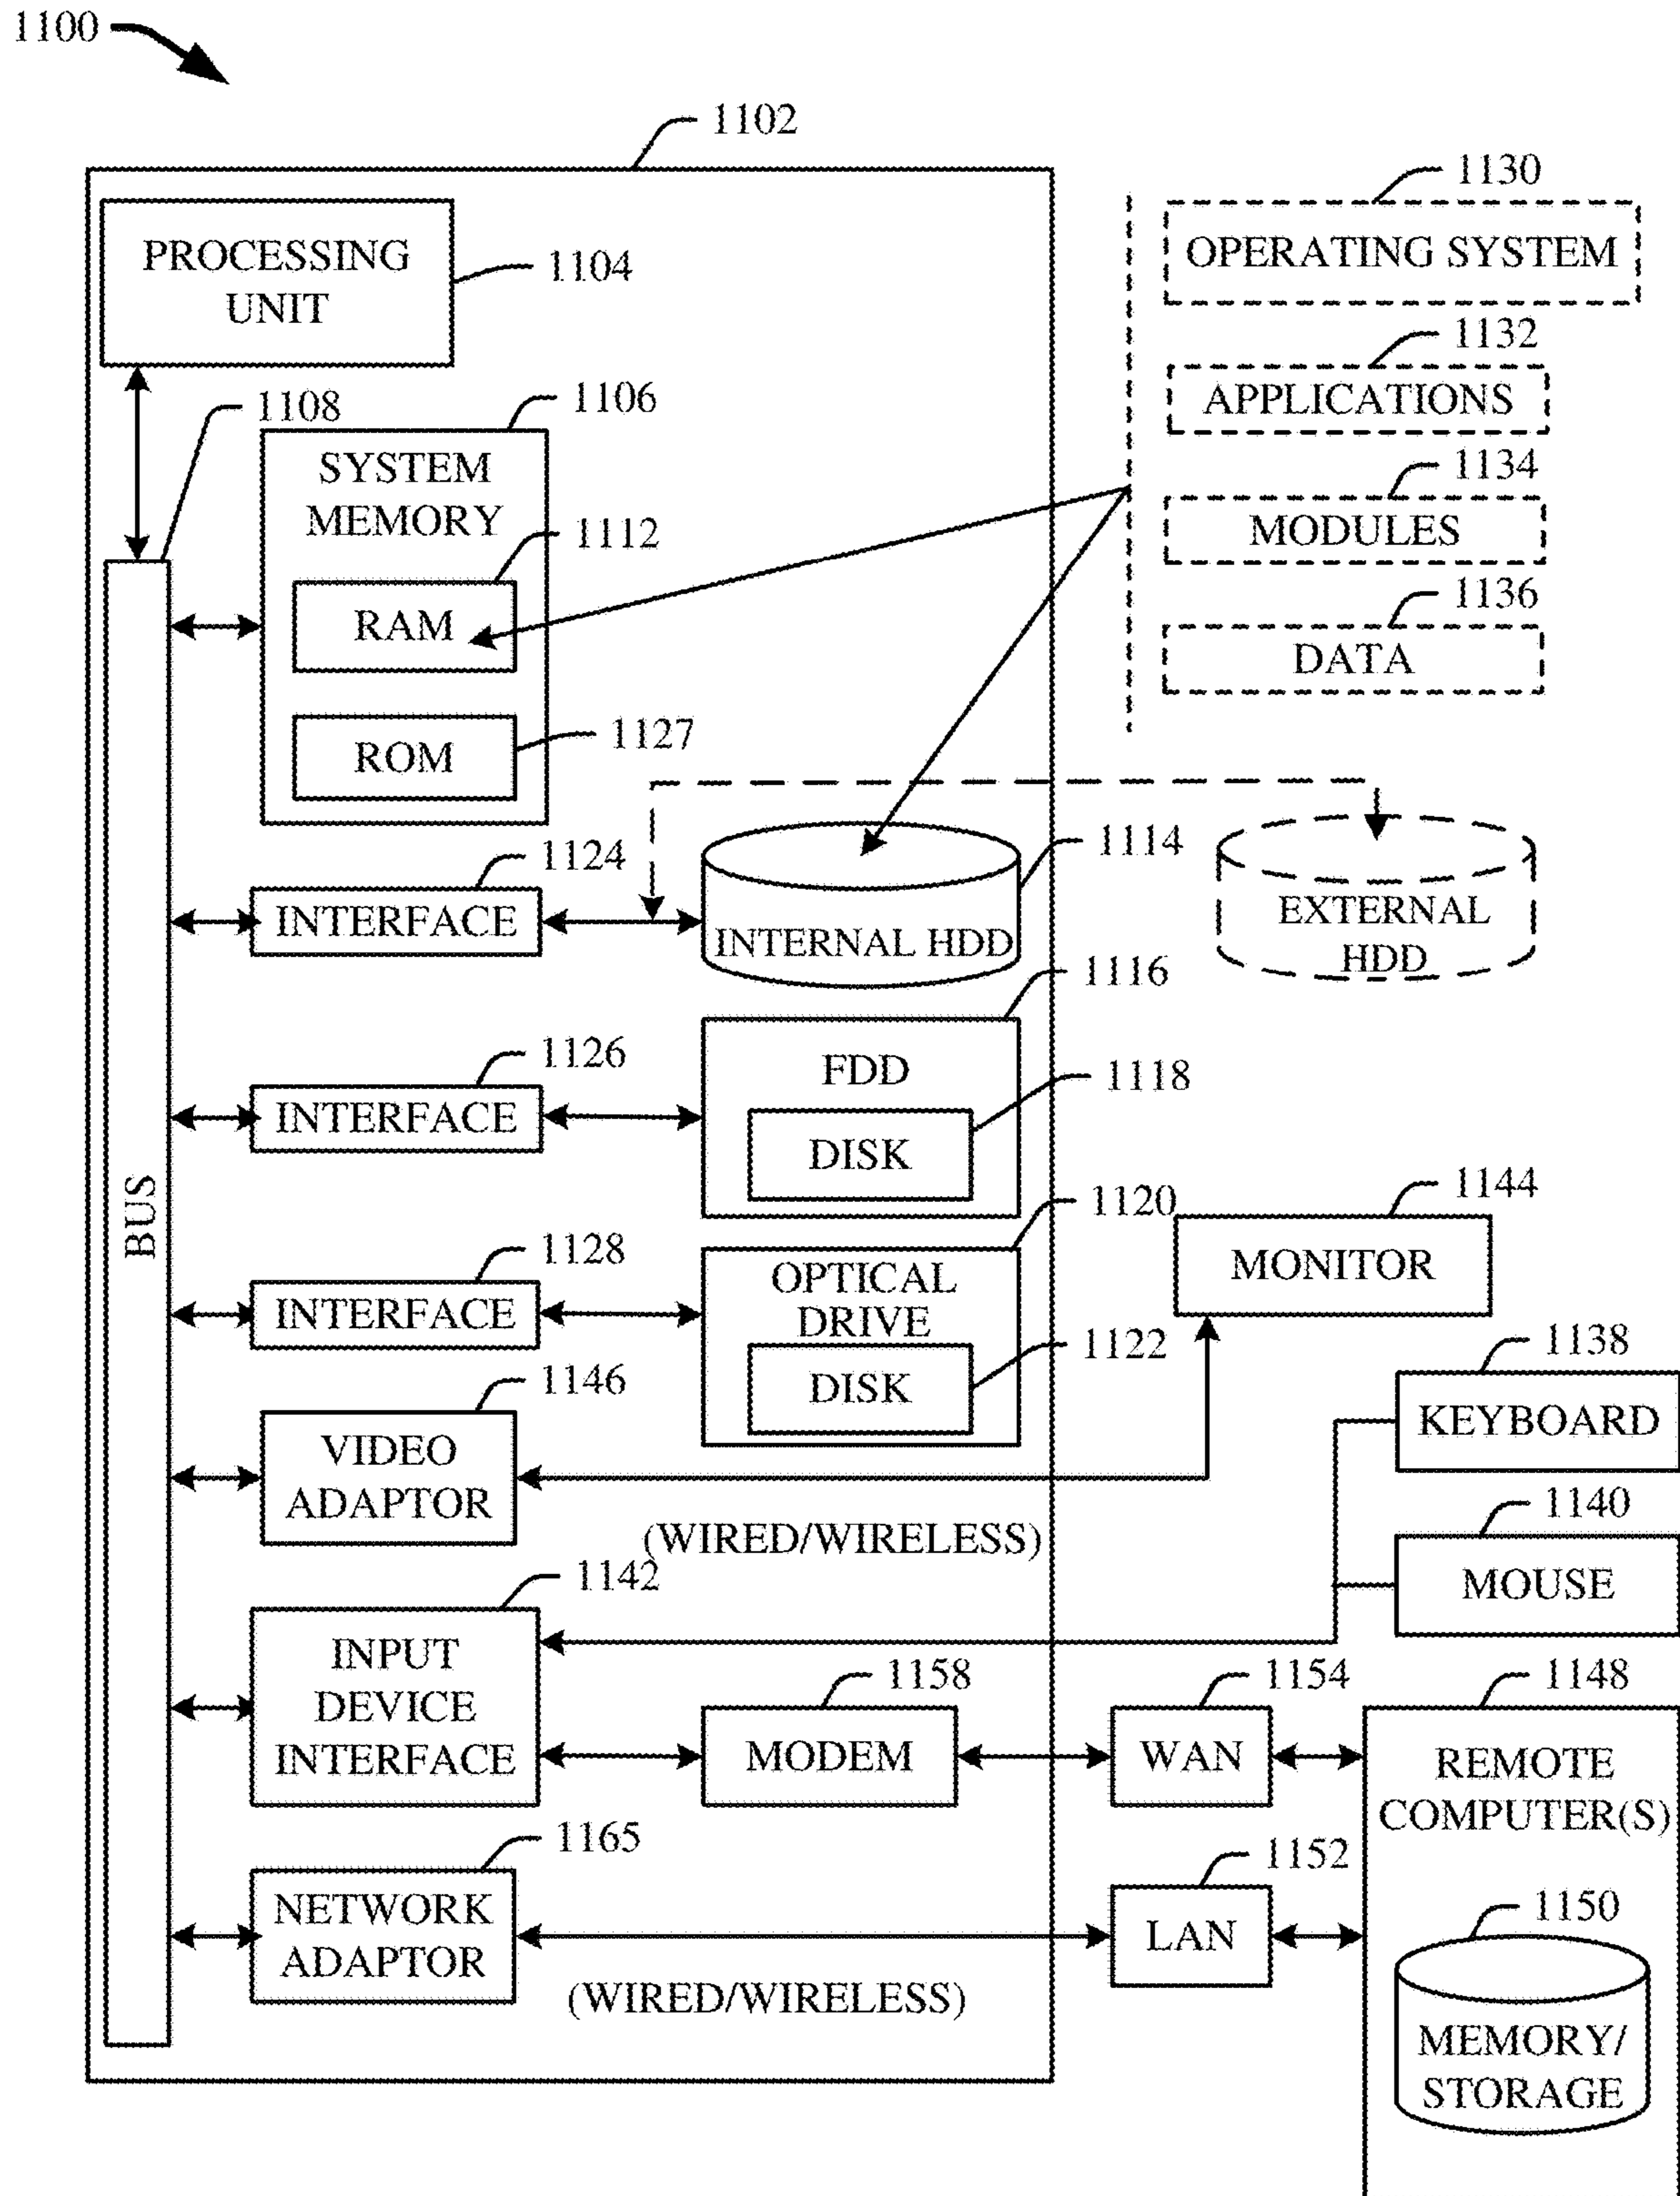 1100
1102
PROCESSING
UNIT
1104
1108
1106
SYSTEM
MEMORY
1112
RAM
1127
ROM
1130
OPERATING SYSTEM
1132
APPLICATIONS
1134
MODULES
1136
DATA
BUS
1124
INTERFACE
1114
INTERNAL HDD
EXTERNAL
HDD
1116
1126
INTERFACE
FDD
1118
DISK
1120
1128
INTERFACE
OPTICAL
DRIVE
1122
DISK
1144
MONITOR
1138
KEYBOARD
1146
VIDEO
ADAPTOR
(WIRED/WIRELESS)
1140
MOUSE
1142
INPUT
DEVICE
INTERFACE
1158
MODEM
1154
WAN
1148
REMOTE
COMPUTER(S)
1165
NETWORK
ADAPTOR
(WIRED/WIRELESS)
1152
LAN
1150
MEMORY/
STORAGE